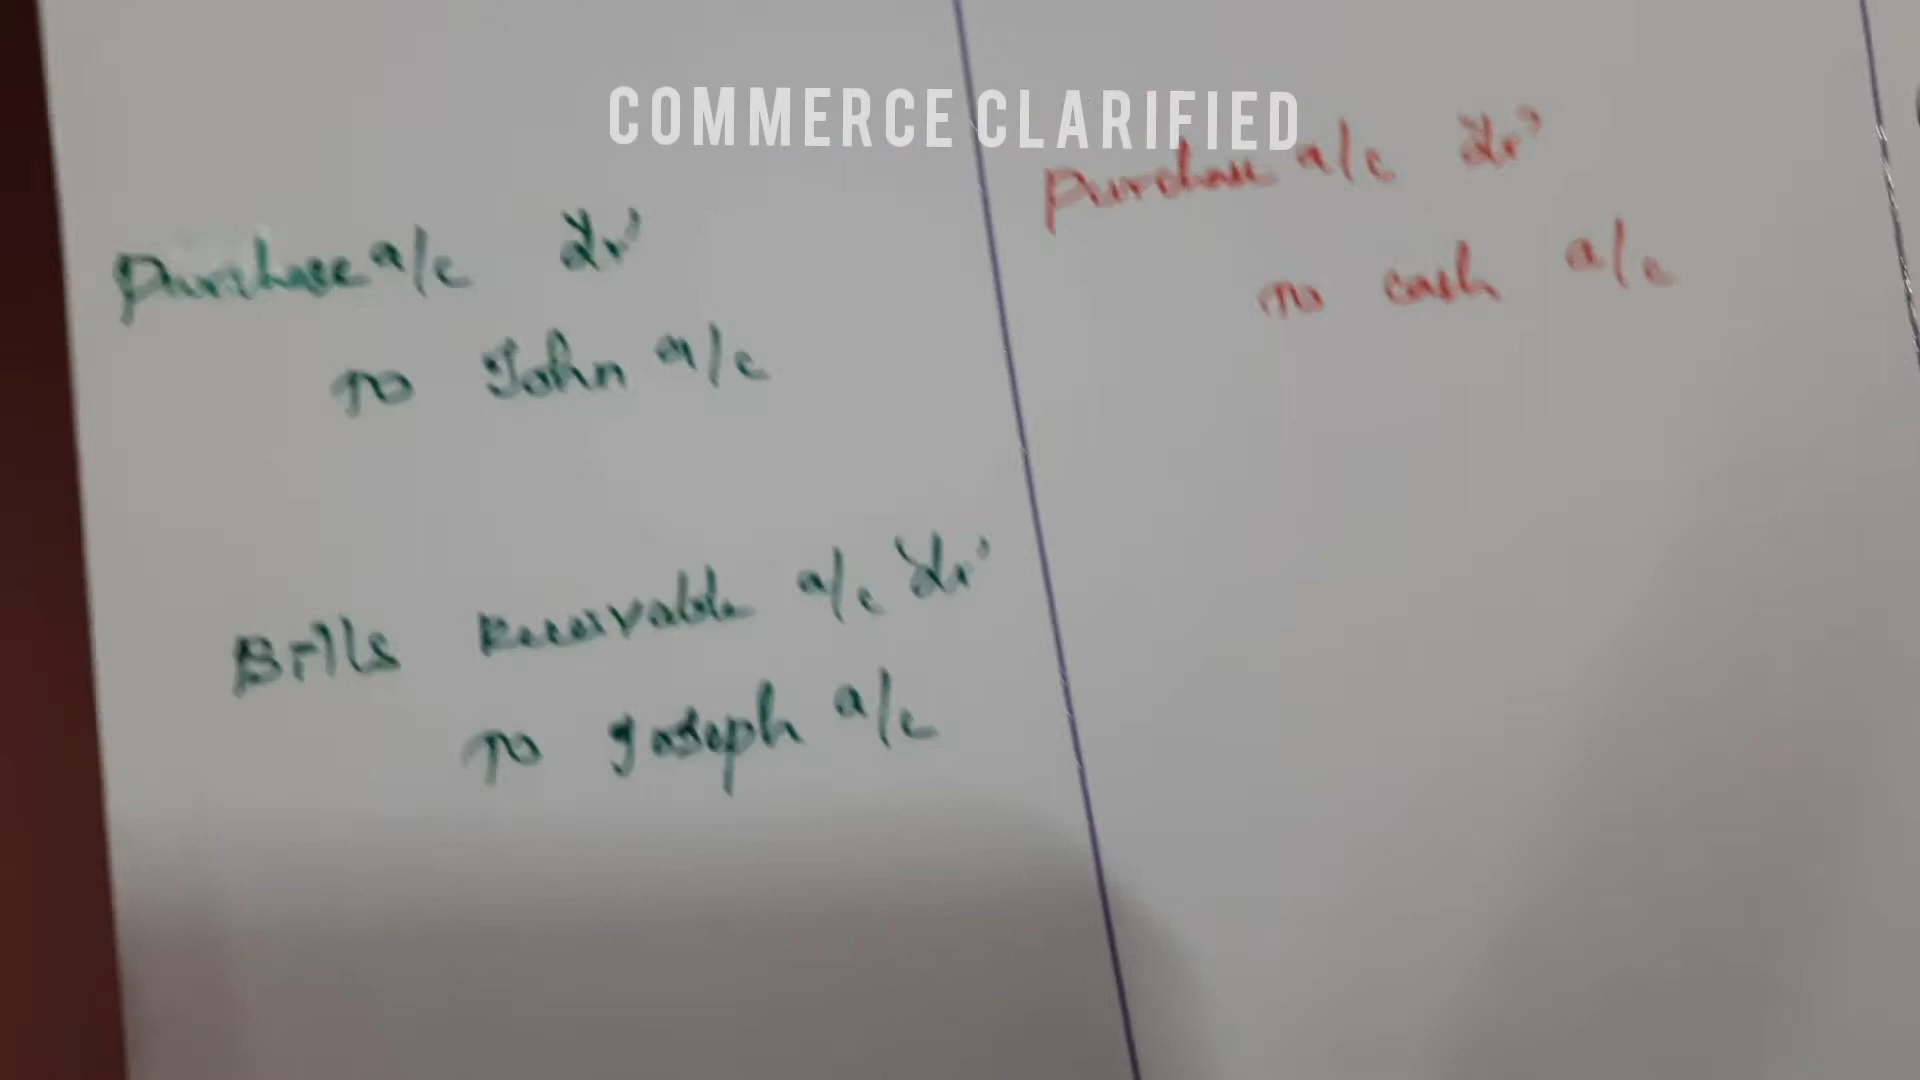 COMMERCE CLARIFIED
Purchase a/c Dr
To John a/c
Bills Receivable a/c Dr
To Joseph a/c
Purchase a/c Dr
To cash a/c